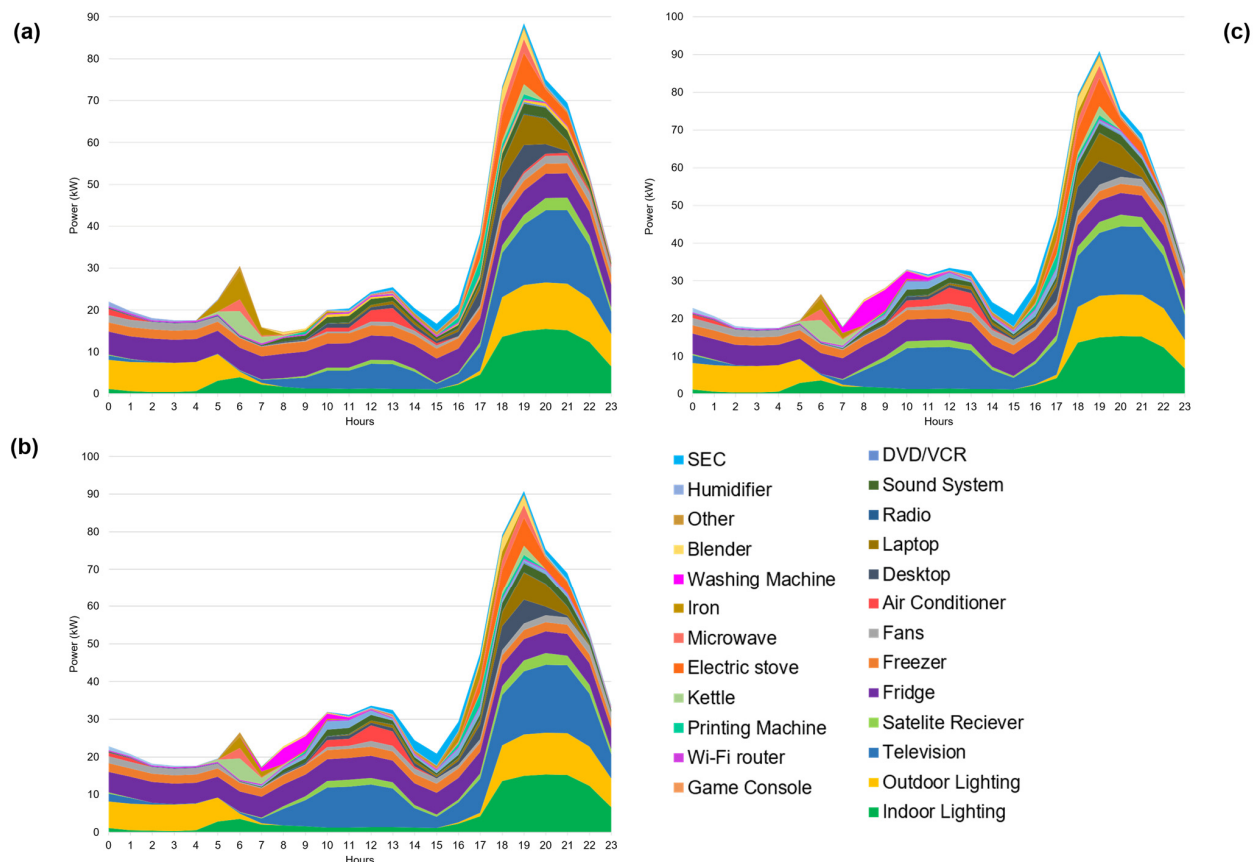 (a)
Power (kW)
90
80
70
60
50
40
30
20
10
0
0 1 2 3 4 5 6 7 8 9 10 11 12 13 14 15 16 17 18 19 20 21 22 23
Hours
(c)
Power (kW)
100
90
80
70
60
50
40
30
20
10
0
0 1 2 3 4 5 6 7 8 9 10 11 12 13 14 15 16 17 18 19 20 21 22 23
Hours
(b)
Power (kW)
100
90
80
70
60
50
40
30
20
10
0
0 1 2 3 4 5 6 7 8 9 10 11 12 13 14 15 16 17 18 19 20 21 22 23
Hours
SEC
Humidifier
Other
Blender
Washing Machine
Iron
Microwave
Electric stove
Kettle
Printing Machine
Wi-Fi router
Game Console
DVD/VCR
Sound System
Radio
Laptop
Desktop
Air Conditioner
Fans
Freezer
Fridge
Satelite Reciever
Television
Outdoor Lighting
Indoor Lighting